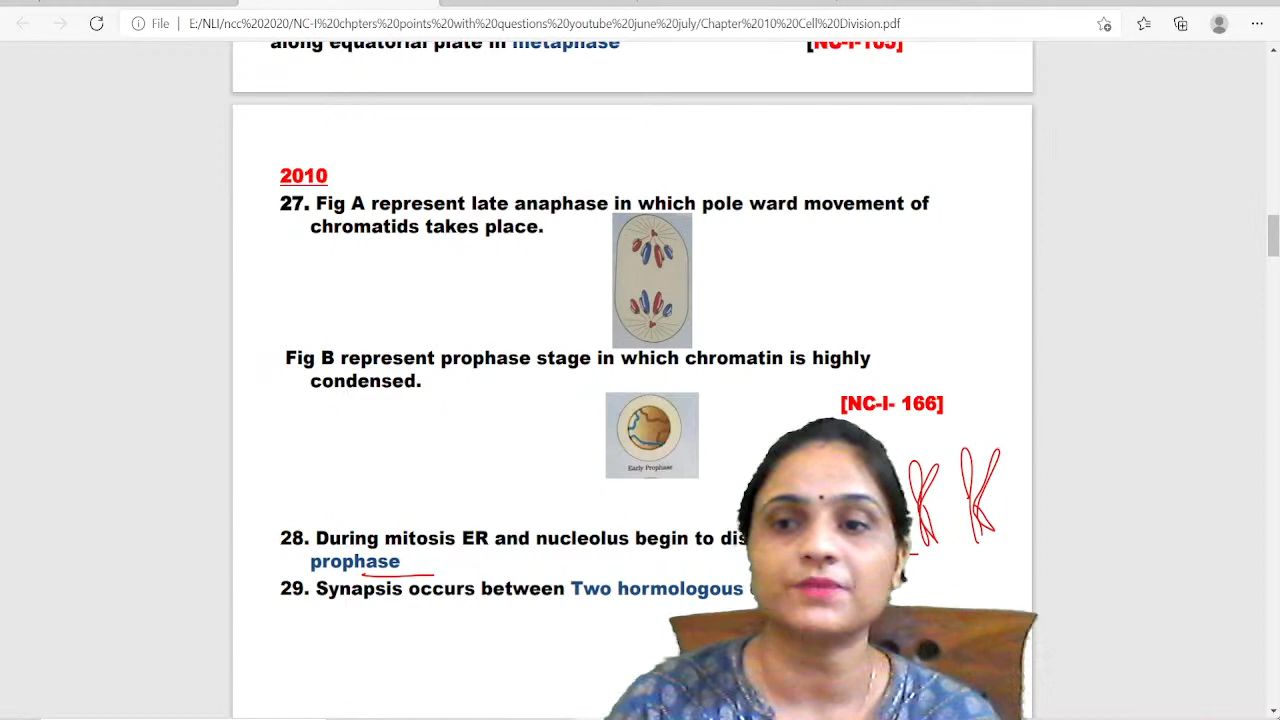 File E:/NLI/ncc%202020/NC-I%20chpters%20points%20with%20questions%20youtube%20june%20july/Chapter%2010%20Cell%20Division.pdf
along equatorial plate in metaphase [NC-I-165]
2010
27. Fig A represent late anaphase in which pole ward movement of
chromatids takes place.
Fig B represent prophase stage in which chromatin is highly
condensed.
[NC-I- 166]
Early Prophase
28. During mitosis ER and nucleolus begin to
prophase
29. Synapsis occurs between Two hormologous